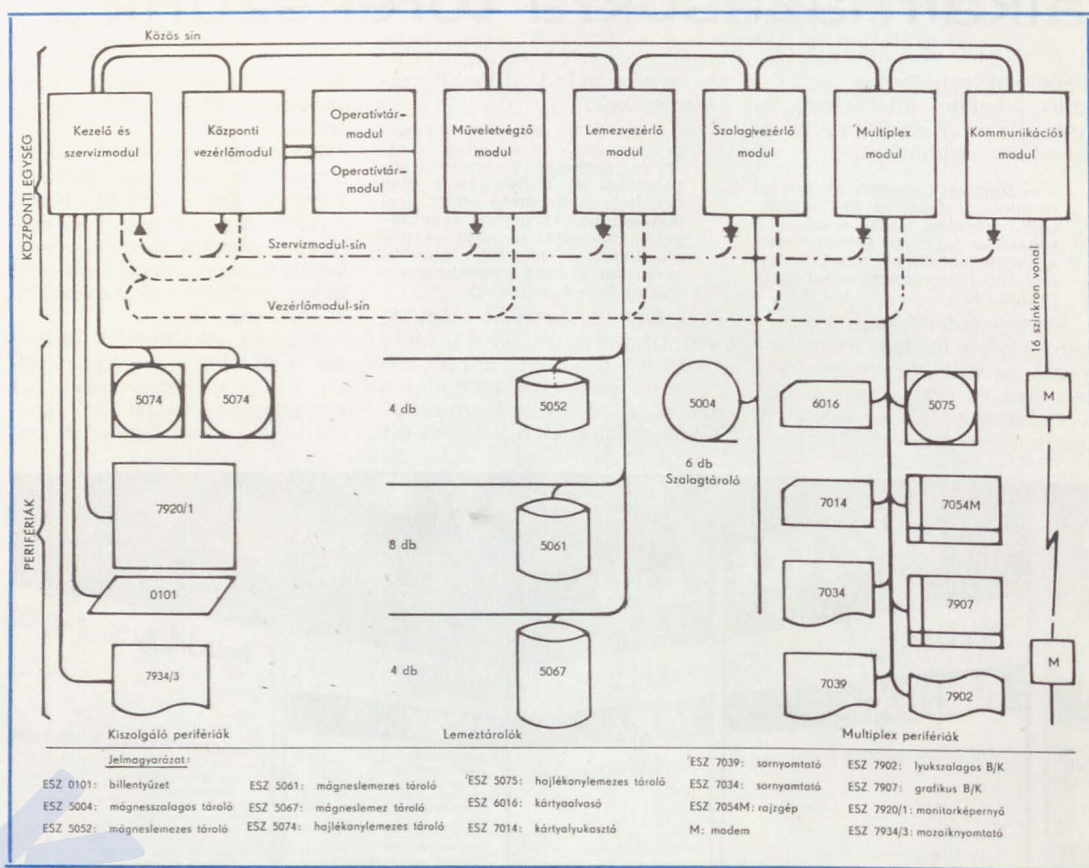 Közös sín
KÖZPONTI EGYSÉG
Kezelő és
szervizmodul
Központi
vezérlőmodul
Operatívtár-
modul
Operatívtár-
modul
Műveletvégző
modul
Lemezvezérlő
modul
Szalagivezérlő
modul
Multiplex
modul
Kommunikációs
modul
Szervizmodul-sín
Vezérlőmodul-sín
16 szinkron vonal
PERIFÉRIÁK
5074
5074
4 db
5052
5004
6 db
Szalagtároló
6016
5075
M
7920/1
8 db
5061
7014
7054M
0101
7034
7907
7934/3
4 db
5067
7039
7902
M
Kiszolgáló perifériák
Lemeztárolók
Multiplex perifériák
Jelmagyarázat:
ESZ 0101: billentyűzet
ESZ 5004: mágnesszalagos tároló
ESZ 5052: mágneslemezes tároló
ESZ 5061: mágneslemezes tároló
ESZ 5067: mágneslemez tároló
ESZ 5074: hajlékonylemezes tároló
ESZ 5075: hajlékonylemezes tároló
ESZ 6016: kártyaolvasó
ESZ 7014: kártyalyukasztó
ESZ 7039: sornyomtató
ESZ 7034: sornyomtató
ESZ 7054M: rajzgép
M: modem
ESZ 7902: lyukszalagos B/K
ESZ 7907: grafikus B/K
ESZ 7920/1: monitorképernyő
ESZ 7934/3: mozaiknyomtató